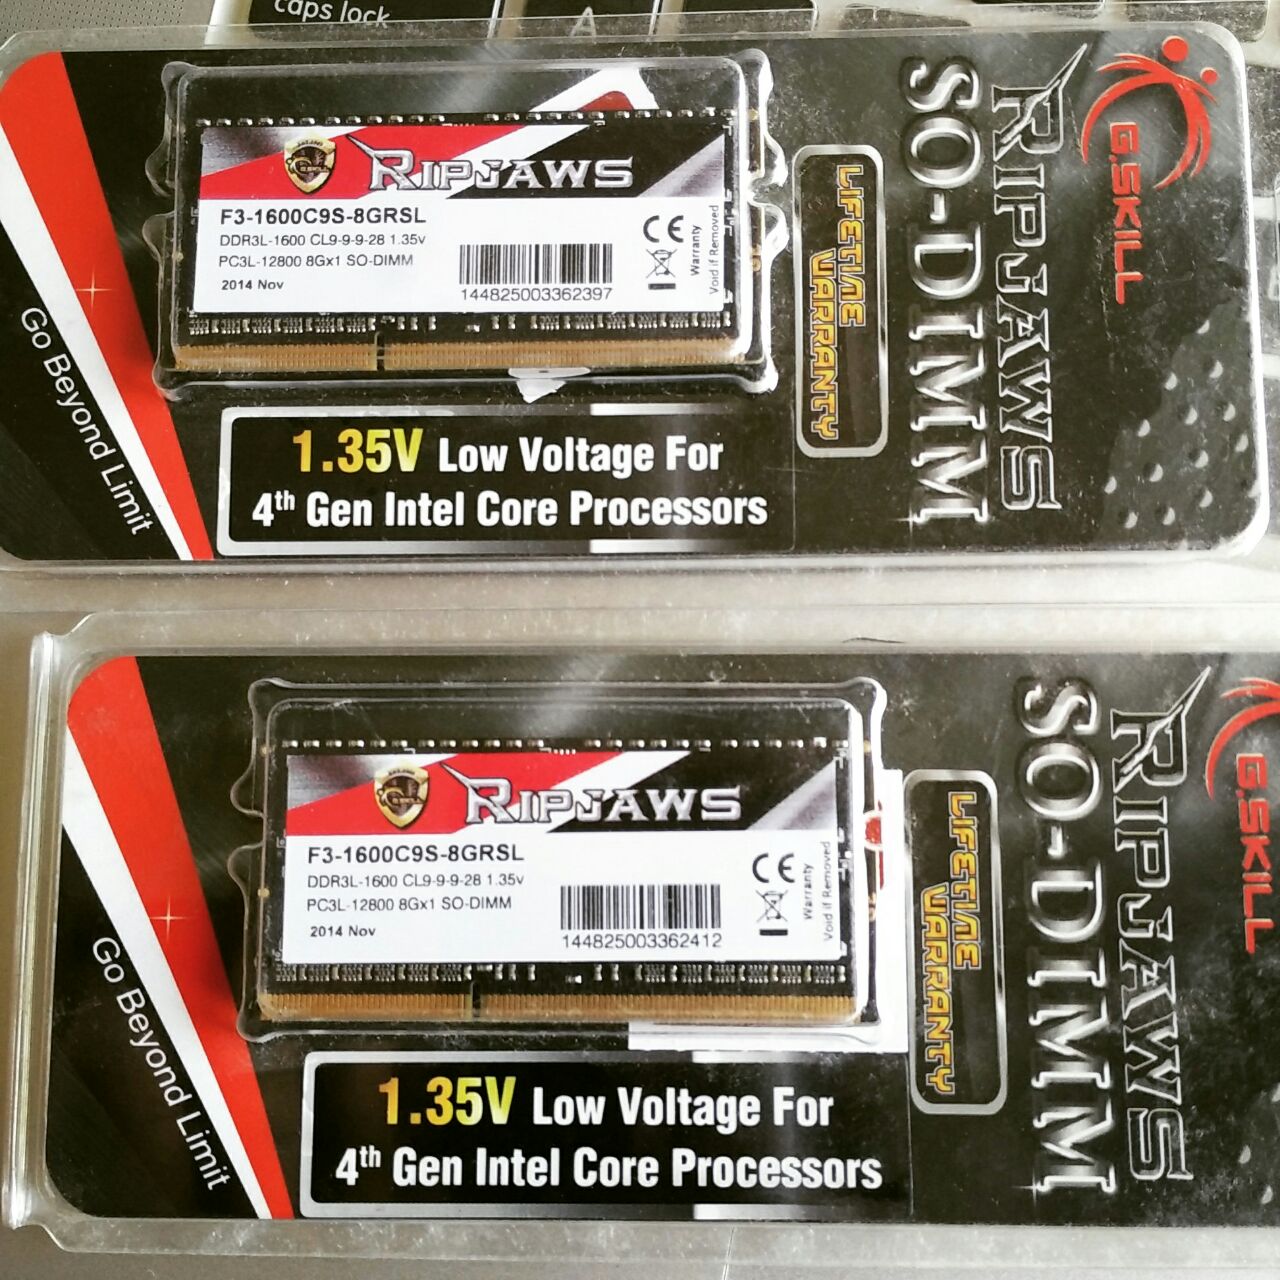 caps lock
A
RIPJAWS
F3-1600C9S-8GRSL
DDR3L-1600 CL9-9-9-28 1.35v
PC3L-12800 8Gx1 SO-DIMM
2014 Nov
144825003362397
CE
Warranty
Void if Removed
LIFETIME
WARRANTY
SO-DIMM
RIPJAWS
G.SKILL
Go Beyond Limit
1.35V Low Voltage For
4th Gen Intel Core Processors
G.SKILL
RIPJAWS
F3-1600C9S-8GRSL
DDR3L-1600 CL9-9-9-28 1.35v
PC3L-12800 8Gx1 SO-DIMM
2014 Nov
144825003362412
CE
Warranty
Void if Removed
LIFETIME
WARRANTY
SO-DIMM
RIPJAWS
G.SKILL
Go Beyond Limit
1.35V Low Voltage For
4th Gen Intel Core Processors